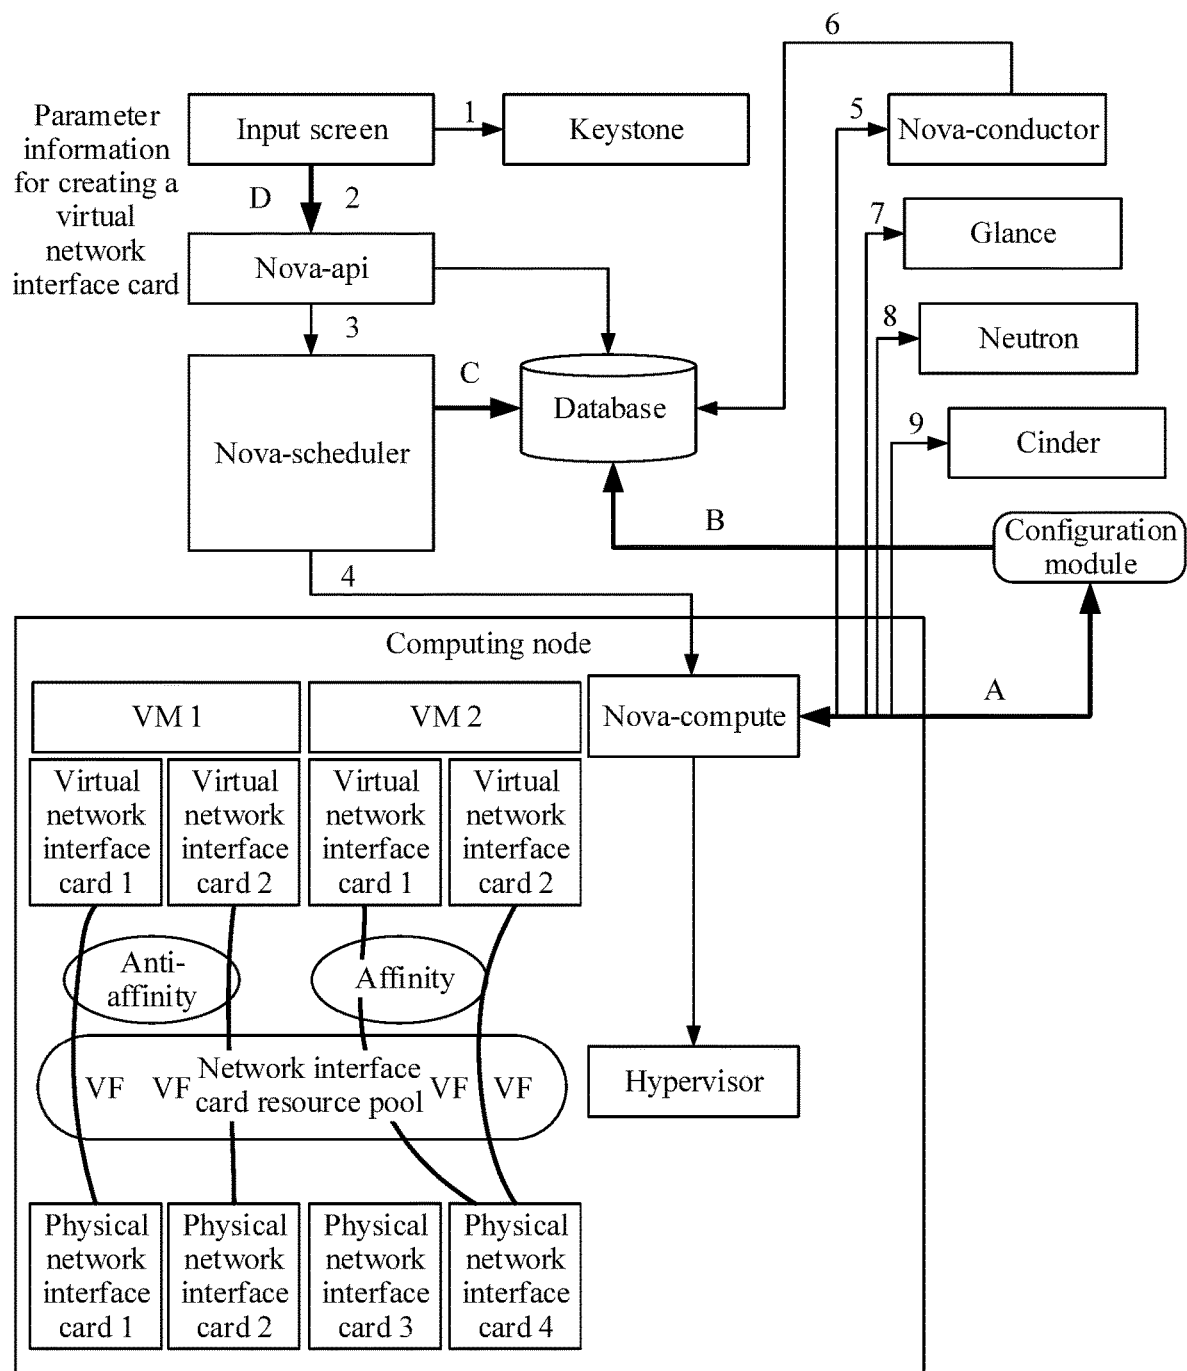 6
Parameter
information
for creating a
virtual
network
interface card
Input screen
1
Keystone
5
Nova-conductor
D
2
7
Glance
Nova-api
3
8
Neutron
C
Database
Nova-scheduler
9
Cinder
B
Configuration
module
4
Computing node
A
VM 1
VM 2
Nova-compute
Virtual
network
interface
card 1
Virtual
network
interface
card 2
Virtual
network
interface
card 1
Virtual
network
interface
card 2
Anti-
affinity
Affinity
VF
VF
Network interface
card resource pool
VF
VF
Hypervisor
Physical
network
interface
card 1
Physical
network
interface
card 2
Physical
network
interface
card 3
Physical
network
interface
card 4